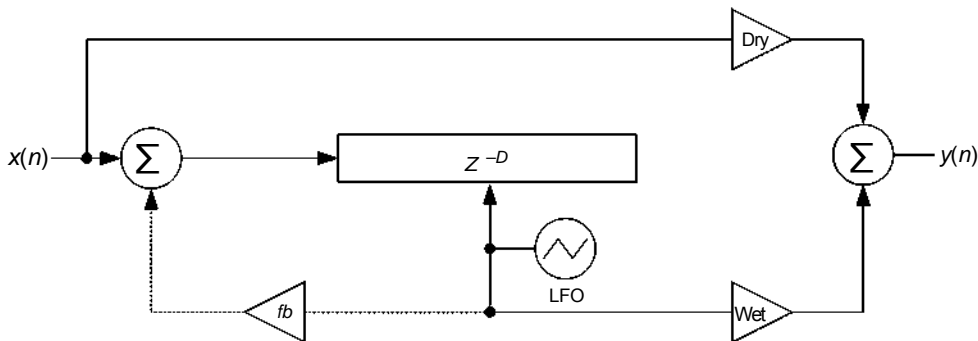 Dry
x(n)
Σ
Z –D
Σ
y(n)
LFO
fb
Wet